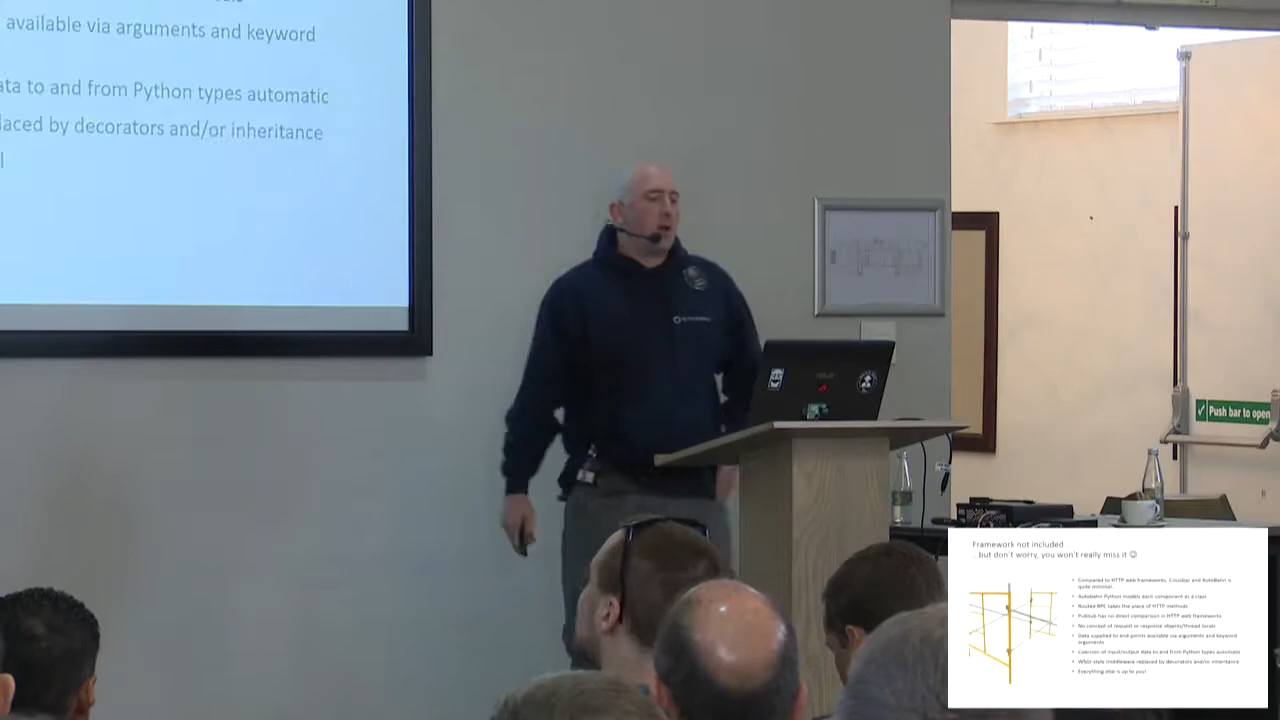 available via arguments and keyword
ata to and from Python types automatic
laced by decorators and/or inheritance
l
Push bar to open
Framework not included
...but don't worry, you won't really miss it ☺
• Compared to HTTP web frameworks, Crossbar and AutoBahn is
quite minimal.
• Autobahn Python models each component as a class
• Routed RPC takes the place of HTTP methods
• PubSub has no direct comparison in HTTP web frameworks
• No concept of request or response objects/thread locals
• Data supplied to end points available via arguments and keyword
arguments
• Coercion of input/output data to and from Python types automatic
• WSGI-style middleware replaced by decorators and/or inheritance
• Everything else is up to you!